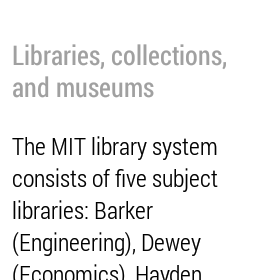 Libraries, collections,
and museums
The MIT library system
consists of five subject
libraries: Barker
(Engineering), Dewey
(Economics), Hayden